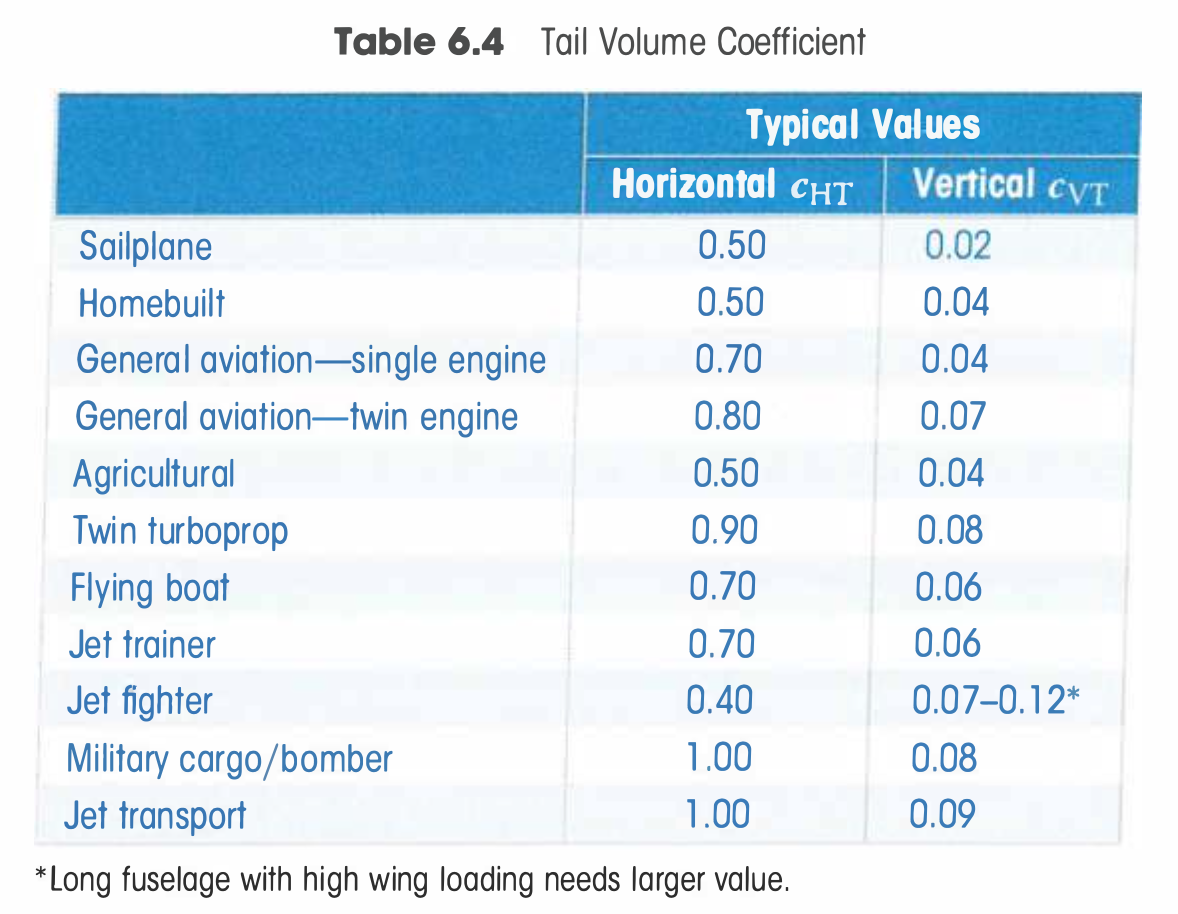 Table 6.4 Tail Volume Coefficient
Typical Values
Horizontal cHT Vertical cVT
Sailplane 0.50 0.02
Homebuilt 0.50 0.04
General aviation—single engine 0.70 0.04
General aviation—twin engine 0.80 0.07
Agricultural 0.50 0.04
Twin turboprop 0.90 0.08
Flying boat 0.70 0.06
Jet trainer 0.70 0.06
Jet fighter 0.40 0.07–0.12*
Military cargo/bomber 1.00 0.08
Jet transport 1.00 0.09
*Long fuselage with high wing loading needs larger value.